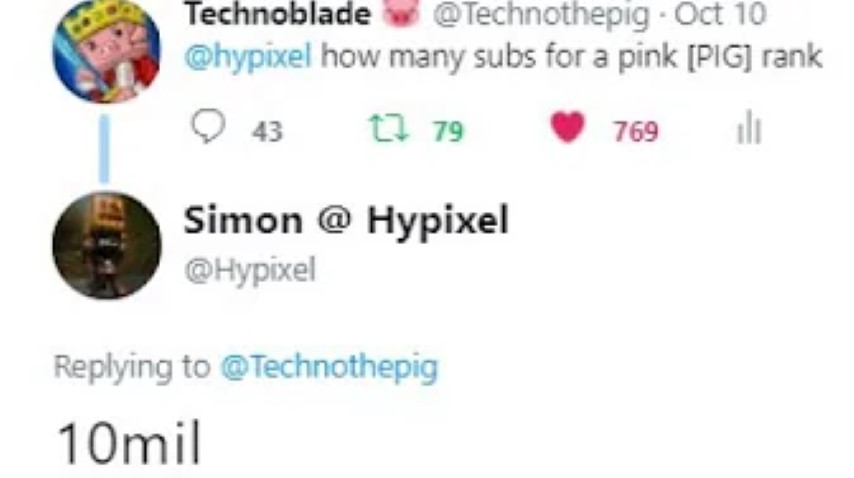 Technoblade 🐷 @Technothepig · Oct 10
@hypixel how many subs for a pink [PIG] rank
43 79 769
Simon @ Hypixel
@Hypixel
Replying to @Technothepig
10mil